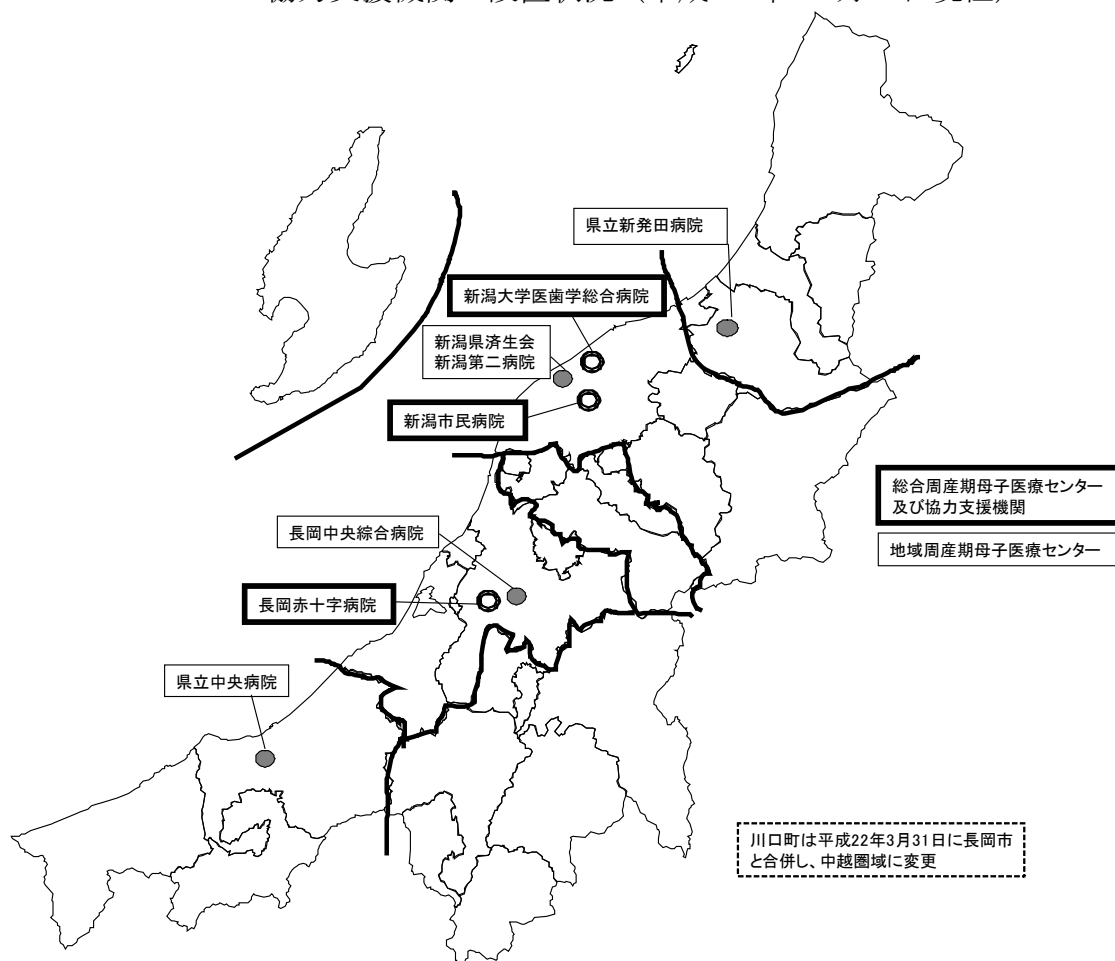 県立新発田病院
新潟大学医歯学総合病院
新潟県済生会
新潟第二病院
新潟市民病院
総合周産期母子医療センター
及び協力支援機関
地域周産期母子医療センター
長岡中央綜合病院
長岡赤十字病院
県立中央病院
川口町は平成22年3月31日に長岡市
と合併し、中越圏域に変更